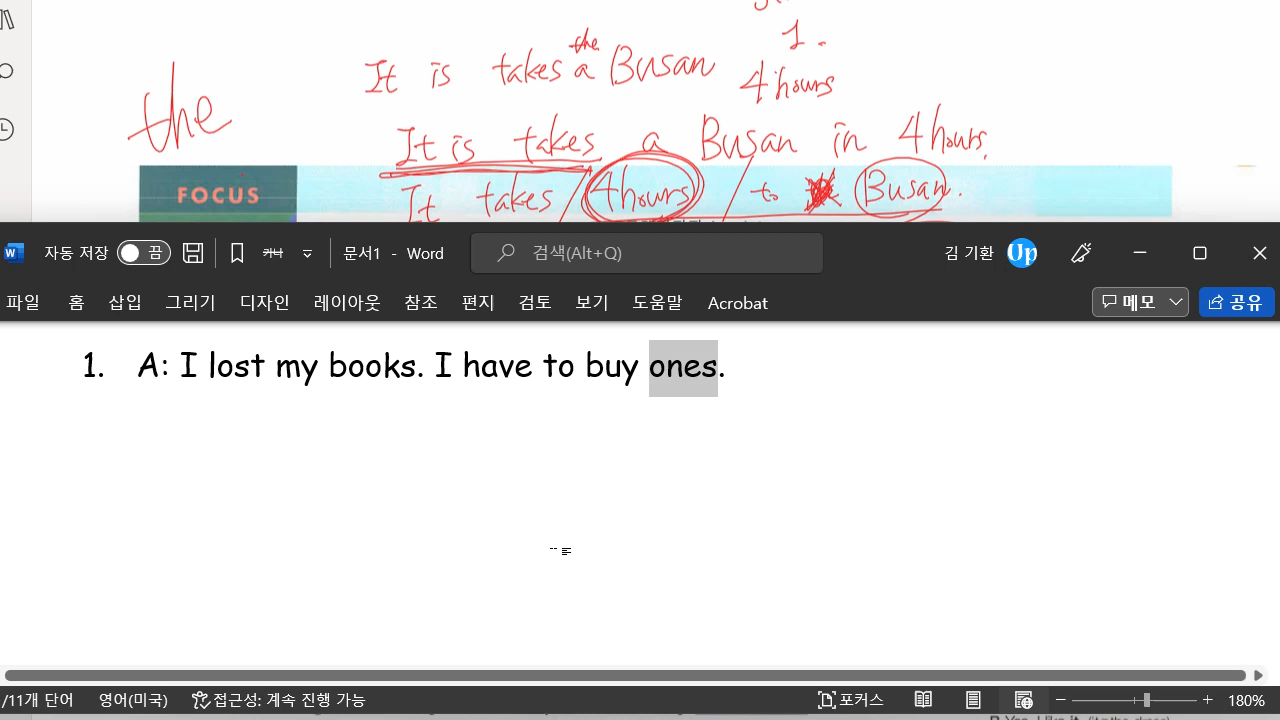 1.
the
It is takes a Busan
4 hours
the
It is takes a Busan in 4 hours.
FOCUS
It takes / 4 hours / to Busan.
자동 저장 끔 문서1 - Word 검색(Alt+Q) 김 기환 Up
파일 홈 삽입 그리기 디자인 레이아웃 참조 편지 검토 보기 도움말 Acrobat 메모 공유
1. A: I lost my books. I have to buy ones.
/11개 단어 영어(미국) 접근성: 계속 진행 가능 포커스 180%